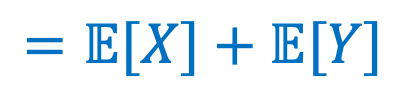 = 𝔼[𝑋] + 𝔼[𝑌]